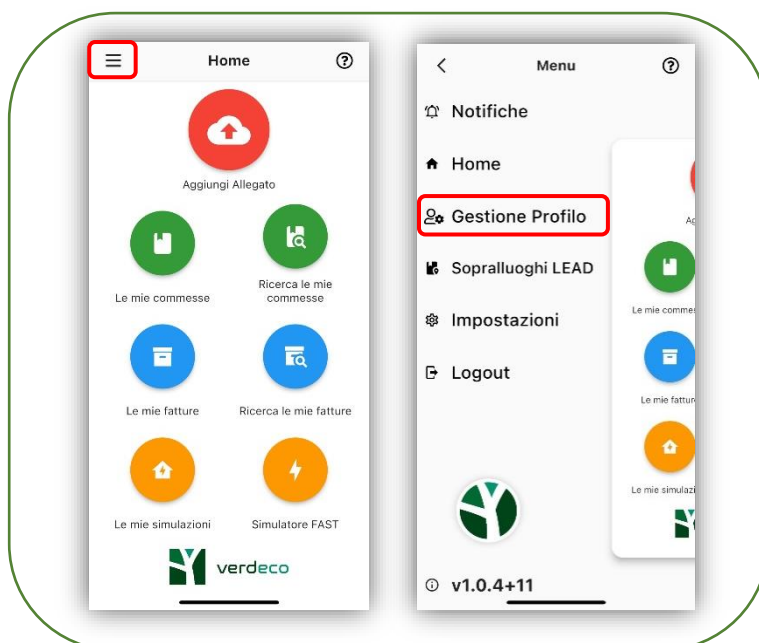 Home
Aggiungi Allegato
Le mie commesse
Ricerca le mie
commesse
Le mie fatture
Ricerca le mie fatture
Le mie simulazioni
Simulatore FAST
verdeco
Menu
Notifiche
Home
Gestione Profilo
Sopralluoghi LEAD
Impostazioni
Logout
v1.0.4+11
Ag
Le mie commes
Le mie fattur
Le mie simulazi